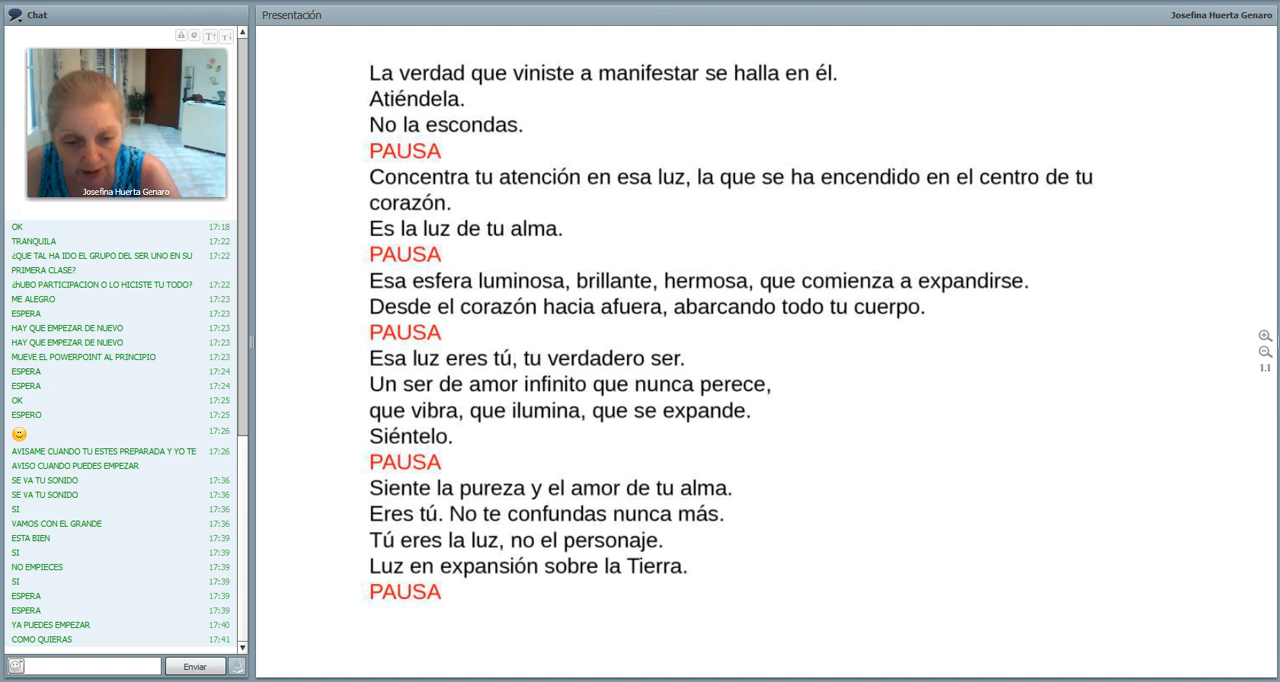 Chat
Josefina Huerta Genaro
OK 17:18
TRANQUILA 17:22
¿QUE TAL HA IDO EL GRUPO DEL SER UNO EN SU 17:22
PRIMERA CLASE?
¿hUBO PARTICIPACION O LO HICISTE TU TODO? 17:22
ME ALEGRO 17:23
ESPERA 17:23
HAY QUE EMPEZAR DE NUEVO 17:23
HAY QUE EMPEZAR DE NUEVO 17:23
MUEVE EL POWERPOINT AL PRINCIPIO 17:23
ESPERA 17:24
ESPERA 17:24
OK 17:25
ESPERO 17:25
17:26
AVISAME CUANDO TU ESTES PREPARADA Y YO TE 17:26
AVISO CUANDO PUEDES EMPEZAR
SE VA TU SONIDO 17:36
SE VA TU SONIDO 17:36
SI 17:36
VAMOS CON EL GRANDE 17:36
ESTA BIEN 17:39
SI 17:39
NO EMPIECES 17:39
SI 17:39
ESPERA 17:39
ESPERA 17:39
YA PUEDES EMPEZAR 17:40
COMO QUIERAS 17:41
Enviar
Presentación
Josefina Huerta Genaro
La verdad que viniste a manifestar se halla en él.
Atiéndela.
No la escondas.
PAUSA
Concentra tu atención en esa luz, la que se ha encendido en el centro de tu
corazón.
Es la luz de tu alma.
PAUSA
Esa esfera luminosa, brillante, hermosa, que comienza a expandirse.
Desde el corazón hacia afuera, abarcando todo tu cuerpo.
PAUSA
Esa luz eres tú, tu verdadero ser.
Un ser de amor infinito que nunca perece,
que vibra, que ilumina, que se expande.
Siéntelo.
PAUSA
Siente la pureza y el amor de tu alma.
Eres tú. No te confundas nunca más.
Tú eres la luz, no el personaje.
Luz en expansión sobre la Tierra.
PAUSA
1.1